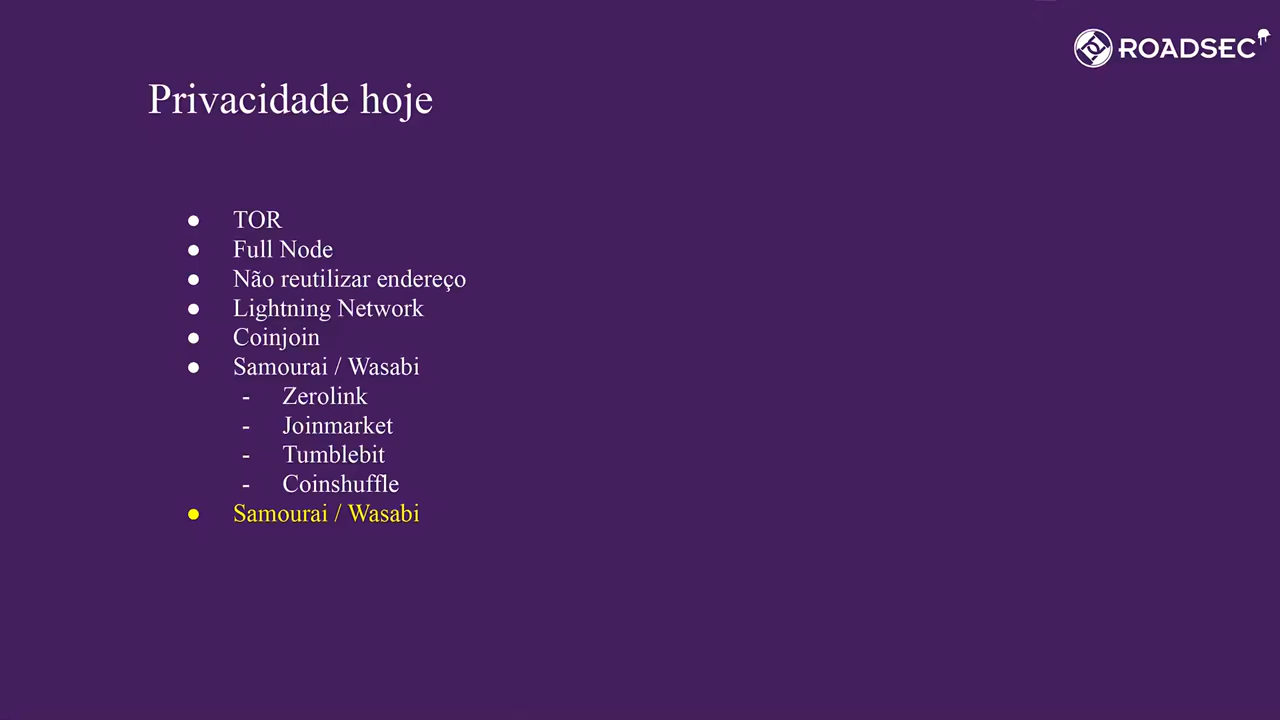 ROADSEC
Privacidade hoje
● TOR
● Full Node
● Não reutilizar endereço
● Lightning Network
● Coinjoin
● Samourai / Wasabi
- Zerolink
- Joinmarket
- Tumblebit
- Coinshuffle
● Samourai / Wasabi